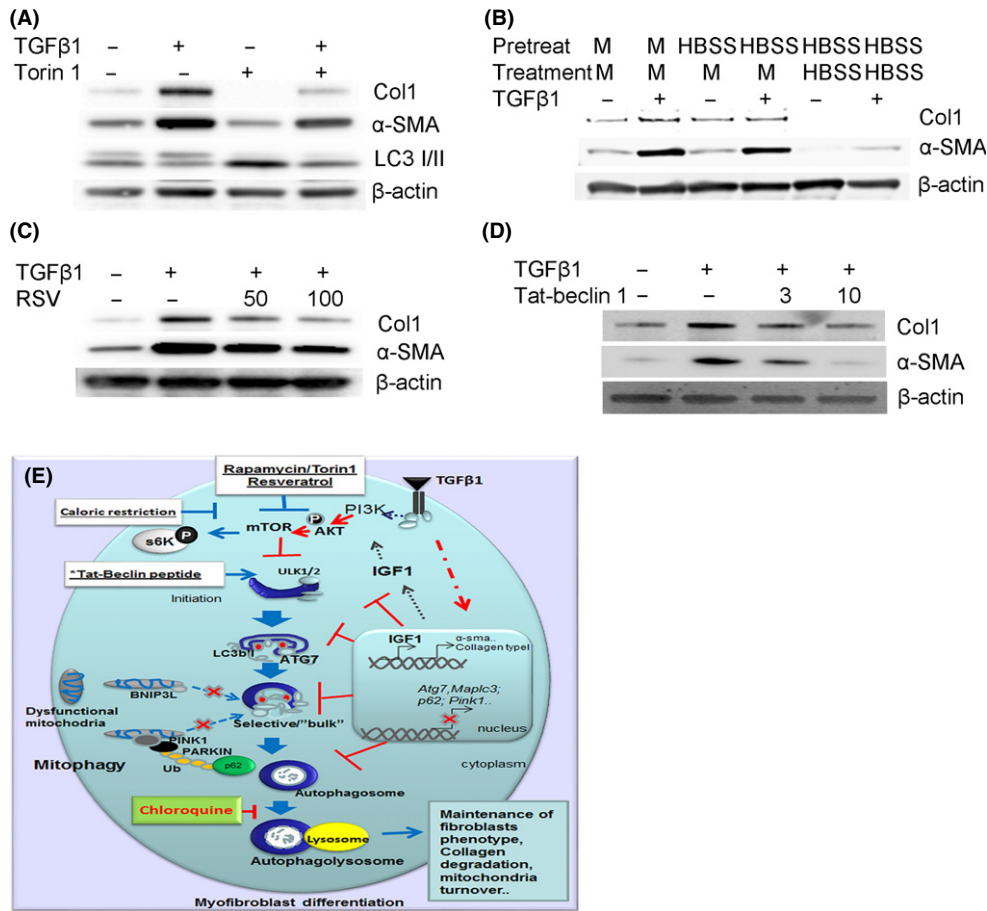 (A)
TGFβ1 – + – +
Torin 1 – – + +
Col1
α-SMA
LC3 I/II
β-actin
(B)
Pretreat M M HBSS HBSS HBSS HBSS
Treatment M M M M HBSS HBSS
TGFβ1 – + – + – +
Col1
α-SMA
β-actin
(C)
TGFβ1 – + + +
RSV – – 50 100
Col1
α-SMA
β-actin
(D)
TGFβ1 – + + +
Tat-beclin 1 – – 3 10
Col1
α-SMA
β-actin
(E)
Rapamycin/Torin1
Resveratrol
TGFβ1
Caloric restriction
PI3K
P
AKT
mTOR
s6K
P
*Tat-Beclin peptide
ULK1/2
IGF1
Initiation
LC3b II
ATG7
IGF1
α-sma..
Collagen typeI
BNIP3L
Dysfunctional
mitochodria
Selective/"bulk"
Atg7,Maplc3;
p62; Pink1..
nucleus
PINK1
PARKIN
Mitophagy
Ub
p62
cytoplasm
Autophagosome
Chloroquine
Lysosome
Autophagolysosome
Maintenance of
fibroblasts
phenotype,
Collagen
degradation,
mitochondria
turnover..
Myofibroblast differentiation